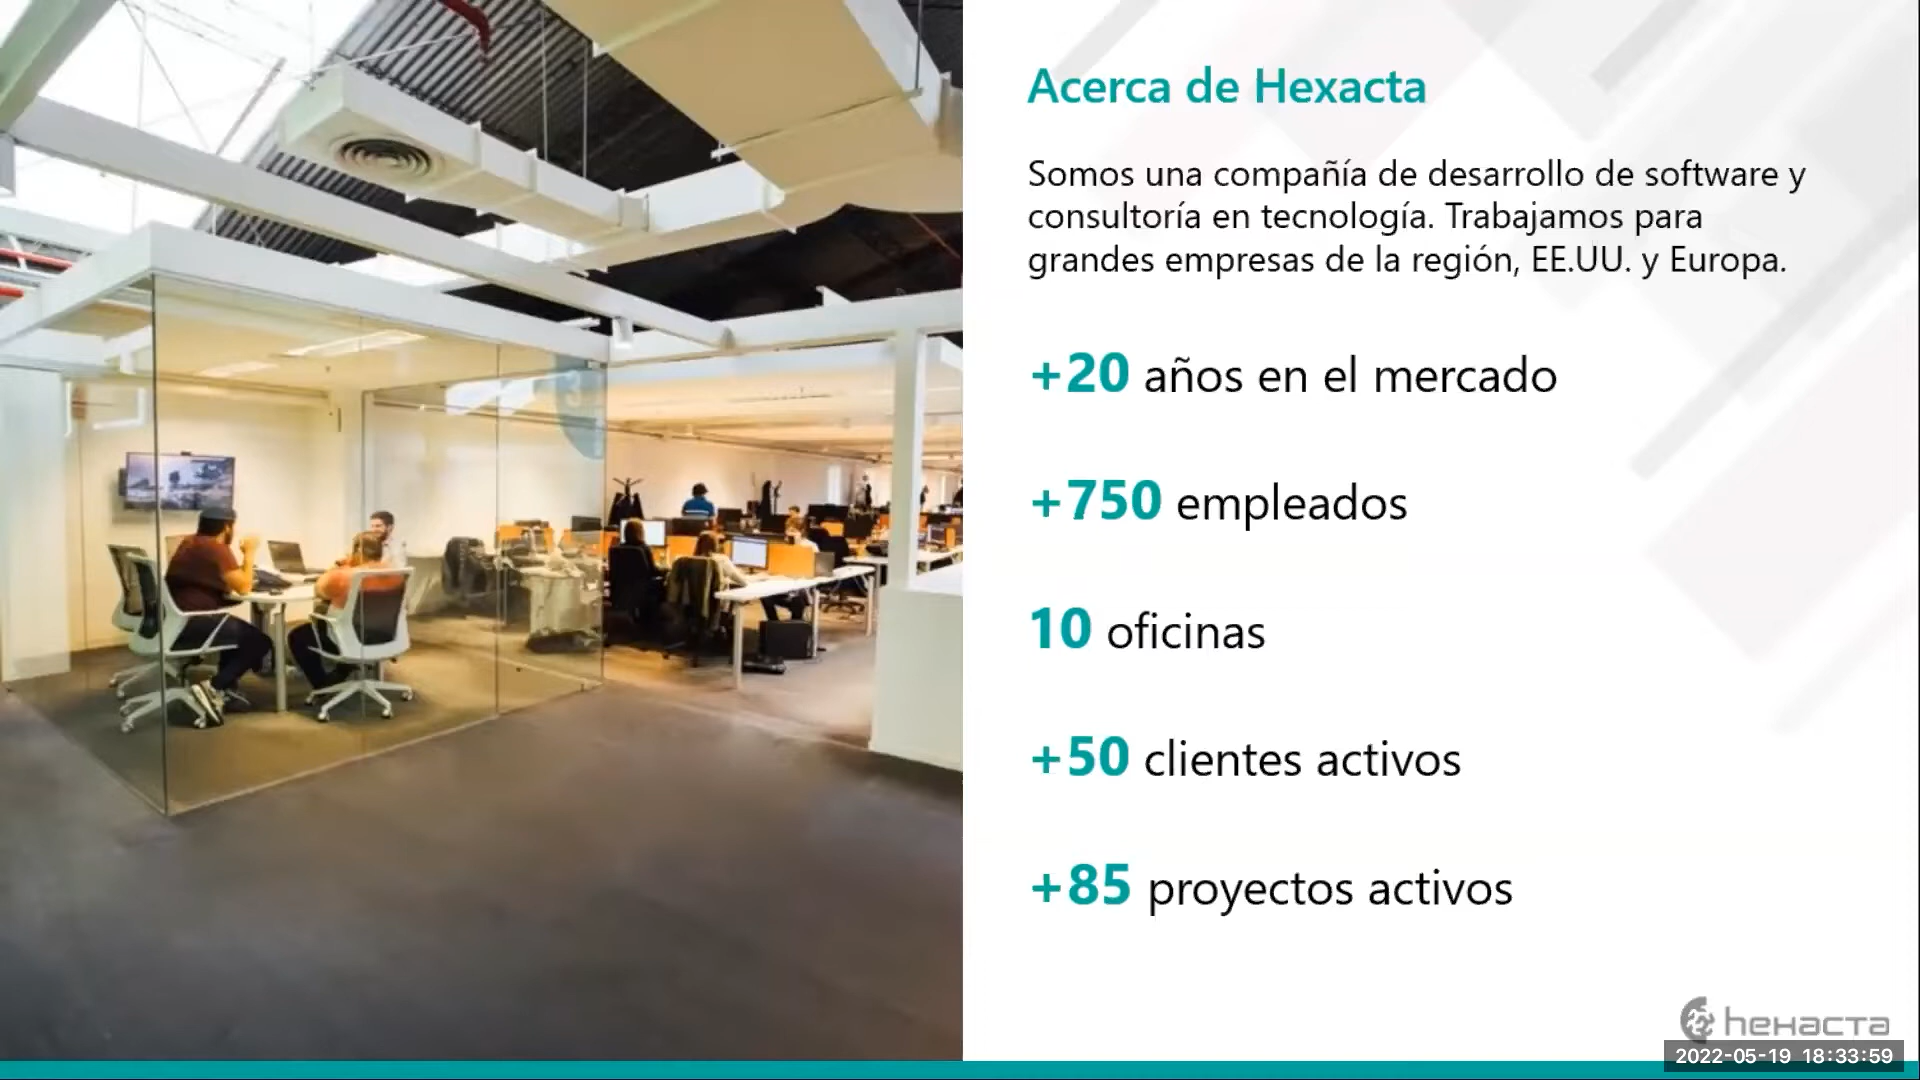 Acerca de Hexacta
Somos una compañía de desarrollo de software y
consultoría en tecnología. Trabajamos para
grandes empresas de la región, EE.UU. y Europa.
+20 años en el mercado
+750 empleados
10 oficinas
+50 clientes activos
+85 proyectos activos
hexacta
2022-05-19 18:33:59